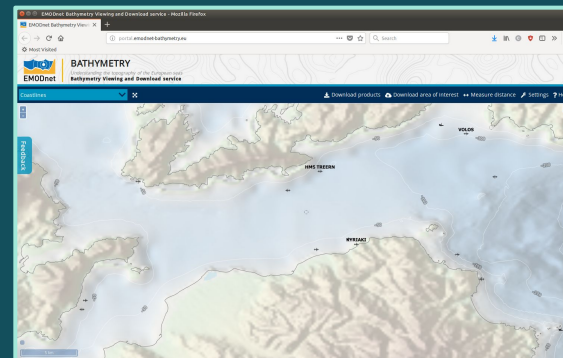 EMODnet Bathymetry Viewing and Download service - Mozilla Firefox
EMODnet Bathymetry View
portal.emodnet-bathymetry.eu
Search
Most Visited
EMODnet
BATHYMETRY
Understanding the topography of the European seas
Bathymetry Viewing and Download service
Coastlines
Download products
Download area of interest
Measure distance
Settings
? H
Feedback
VOLOS
HMS TREERN
KYRIAKI